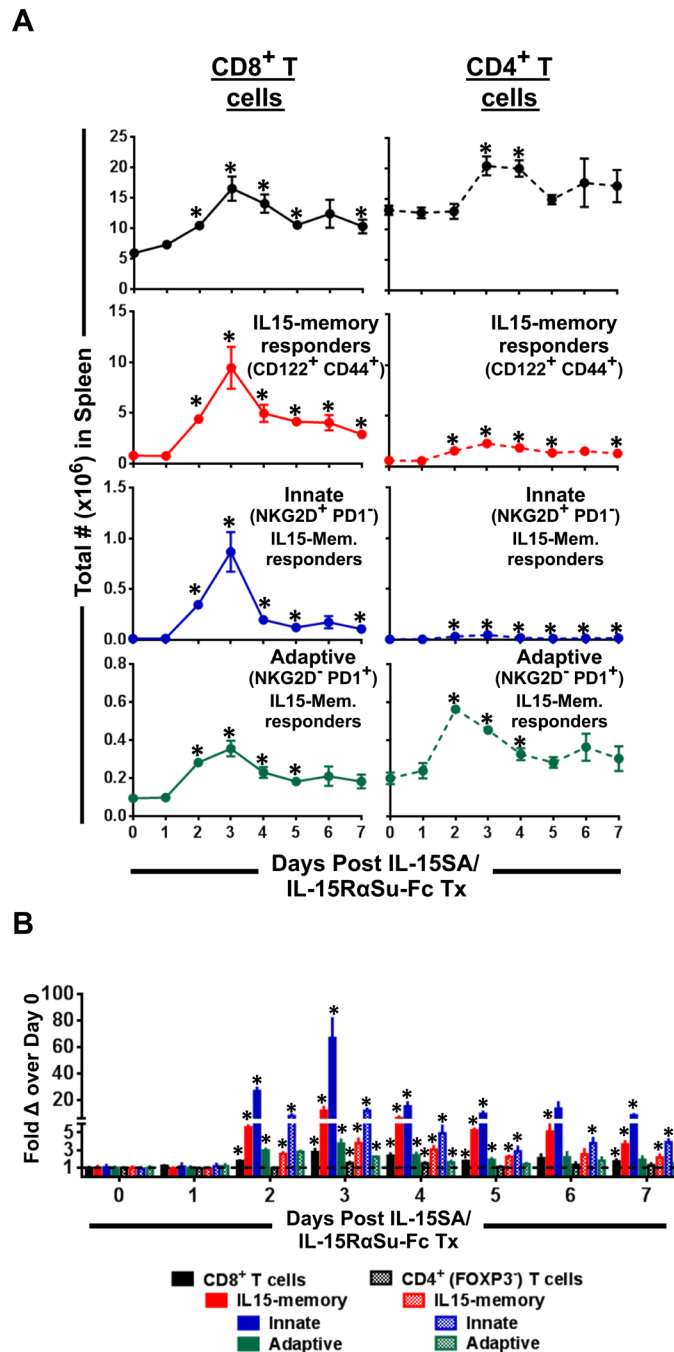 A
CD8+ T cells
CD4+ T cells
Total # (x10^6) in Spleen
25
20
15
10
5
0
* * * * *
* *
15
10
5
0
IL15-memory
responders
(CD122+ CD44+)
* * * * * *
IL15-memory
responders
(CD122+ CD44+)
* * * * *
1.5
1.0
0.5
0.0
Innate
(NKG2D+ PD1-)
IL15-Mem.
responders
* * * * *
Innate
(NKG2D+ PD1-)
IL15-Mem.
responders
* * * * * *
0.8
0.6
0.4
0.2
0.0
Adaptive
(NKG2D- PD1+)
IL15-Mem.
responders
* * * *
Adaptive
(NKG2D- PD1+)
IL15-Mem.
responders
* * *
0 1 2 3 4 5 6 7
0 1 2 3 4 5 6 7
Days Post IL-15SA/
IL-15RαSu-Fc Tx
B
Fold Δ over Day 0
100
80
60
40
20
5
3
1
0 1 2 3 4 5 6 7
Days Post IL-15SA/
IL-15RαSu-Fc Tx
CD8+ T cells
IL15-memory
Innate
Adaptive
CD4+ (FOXP3-) T cells
IL15-memory
Innate
Adaptive